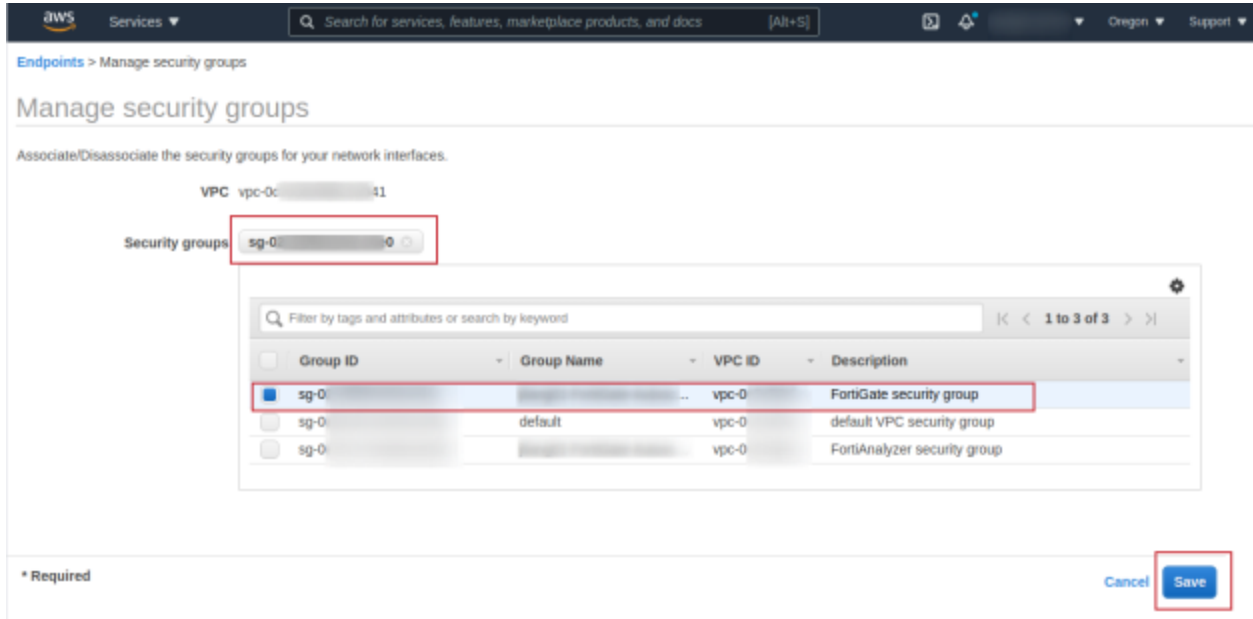 aws Services ▼ Search for services, features, marketplace products, and docs [Alt+S] Oregon ▼ Support ▼
Endpoints > Manage security groups
Manage security groups
Associate/Disassociate the security groups for your network interfaces.
VPC vpc-0c 41
Security groups sg-0 0
Filter by tags and attributes or search by keyword 1 to 3 of 3
Group ID Group Name VPC ID Description
sg-0 ... vpc-0 FortiGate security group
sg-0 default vpc-0 default VPC security group
sg-0 vpc-0 FortiAnalyzer security group
* Required Cancel Save